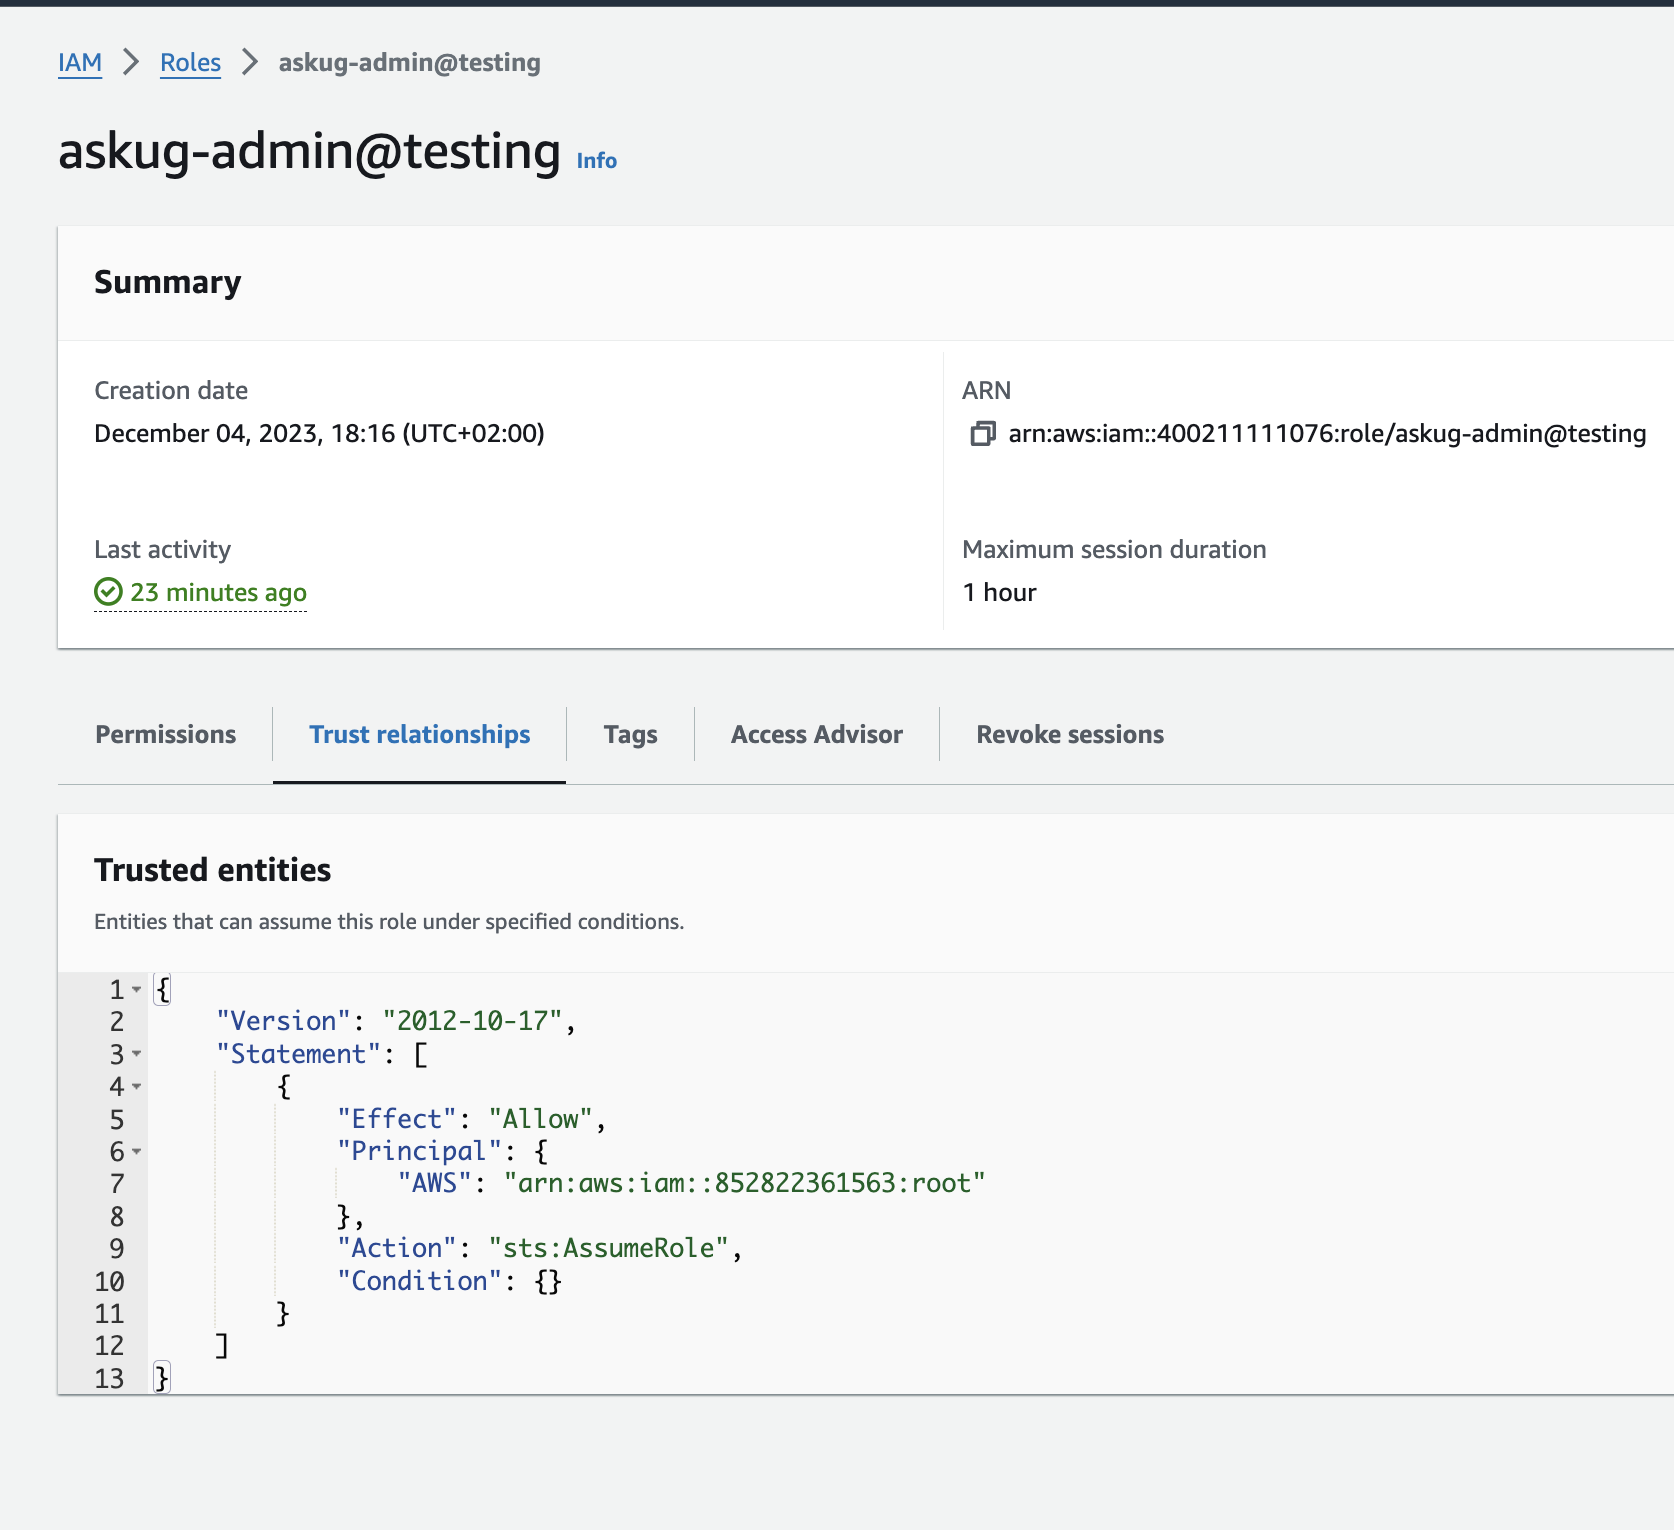 IAM > Roles > askug-admin@testing
askug-admin@testing Info
Summary
Creation date
December 04, 2023, 18:16 (UTC+02:00)
ARN
arn:aws:iam::400211111076:role/askug-admin@testing
Last activity
23 minutes ago
Maximum session duration
1 hour
Permissions Trust relationships Tags Access Advisor Revoke sessions
Trusted entities
Entities that can assume this role under specified conditions.
1 {
2     "Version": "2012-10-17",
3     "Statement": [
4         {
5             "Effect": "Allow",
6             "Principal": {
7                 "AWS": "arn:aws:iam::852822361563:root"
8             },
9             "Action": "sts:AssumeRole",
10             "Condition": {}
11         }
12     ]
13 }